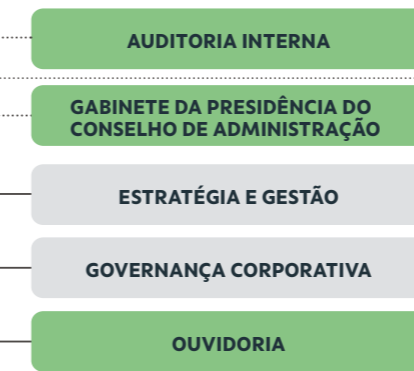 AUDITORIA INTERNA
GABINETE DA PRESIDÊNCIA DO
CONSELHO DE ADMINISTRAÇÃO
ESTRATÉGIA E GESTÃO
GOVERNANÇA CORPORATIVA
OUVIDORIA